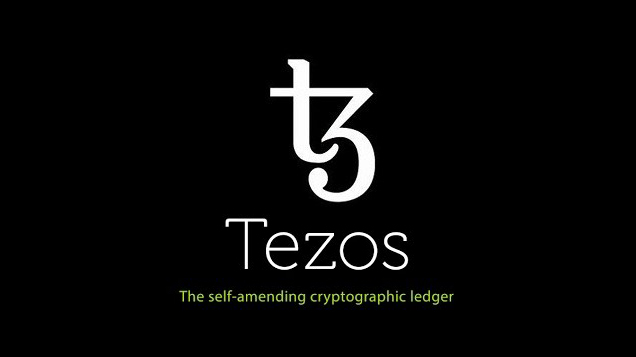 ꜩ
Tezos
The self-amending cryptographic ledger